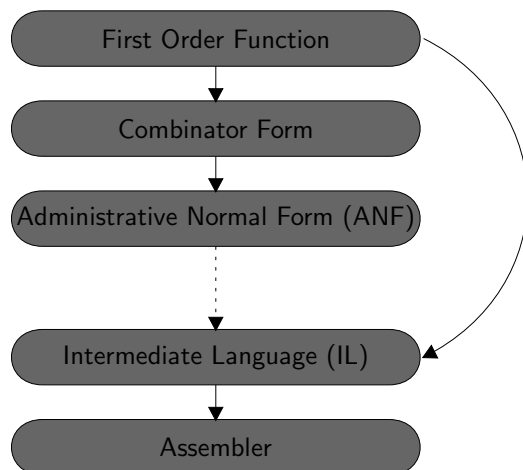 First Order Function
Combinator Form
Administrative Normal Form (ANF)
Intermediate Language (IL)
Assembler